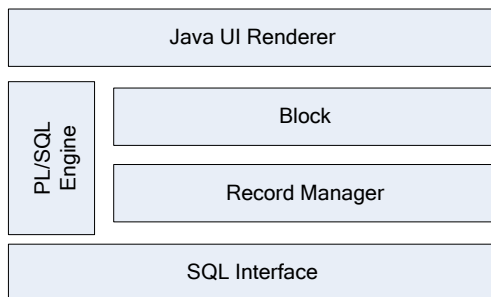 Java UI Renderer
PL/SQL
Engine
Block
Record Manager
SQL Interface